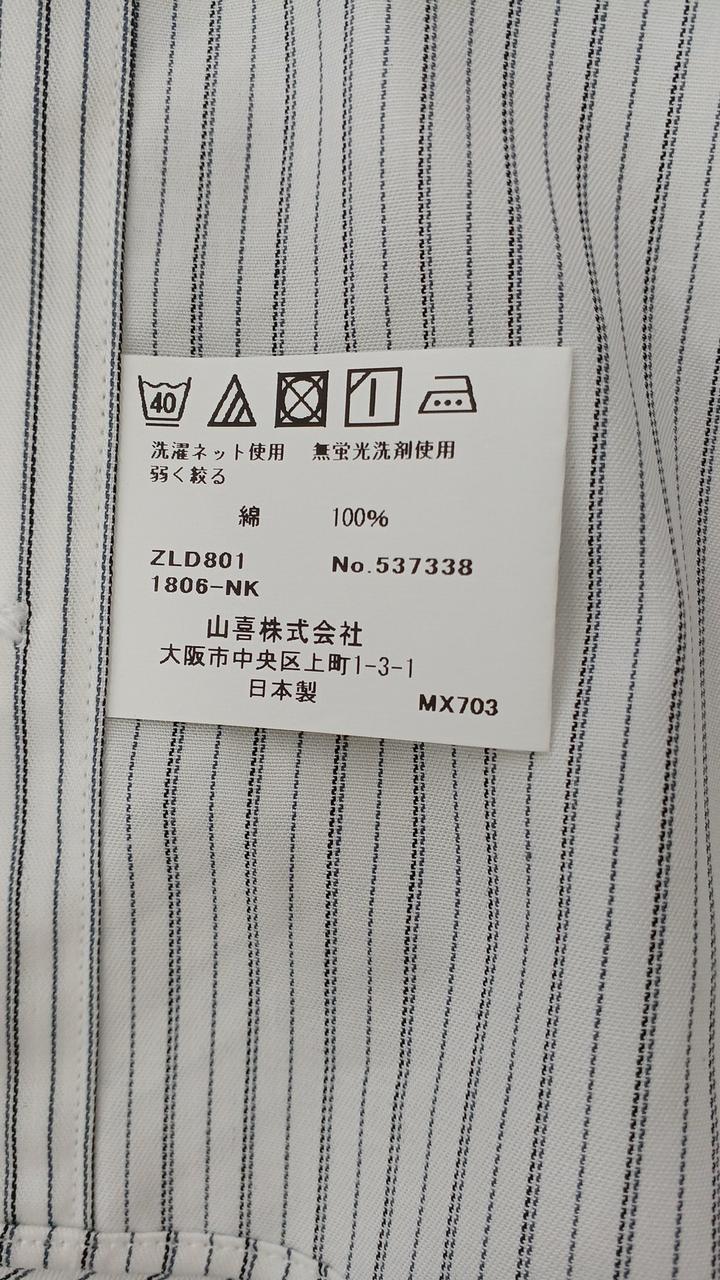 40
洗濯ネット使用 無蛍光洗剤使用
弱く絞る
綿 100%
ZLD801 No.537338
1806-NK
山喜株式会社
大阪市中央区上町1-3-1
日本製 MX703